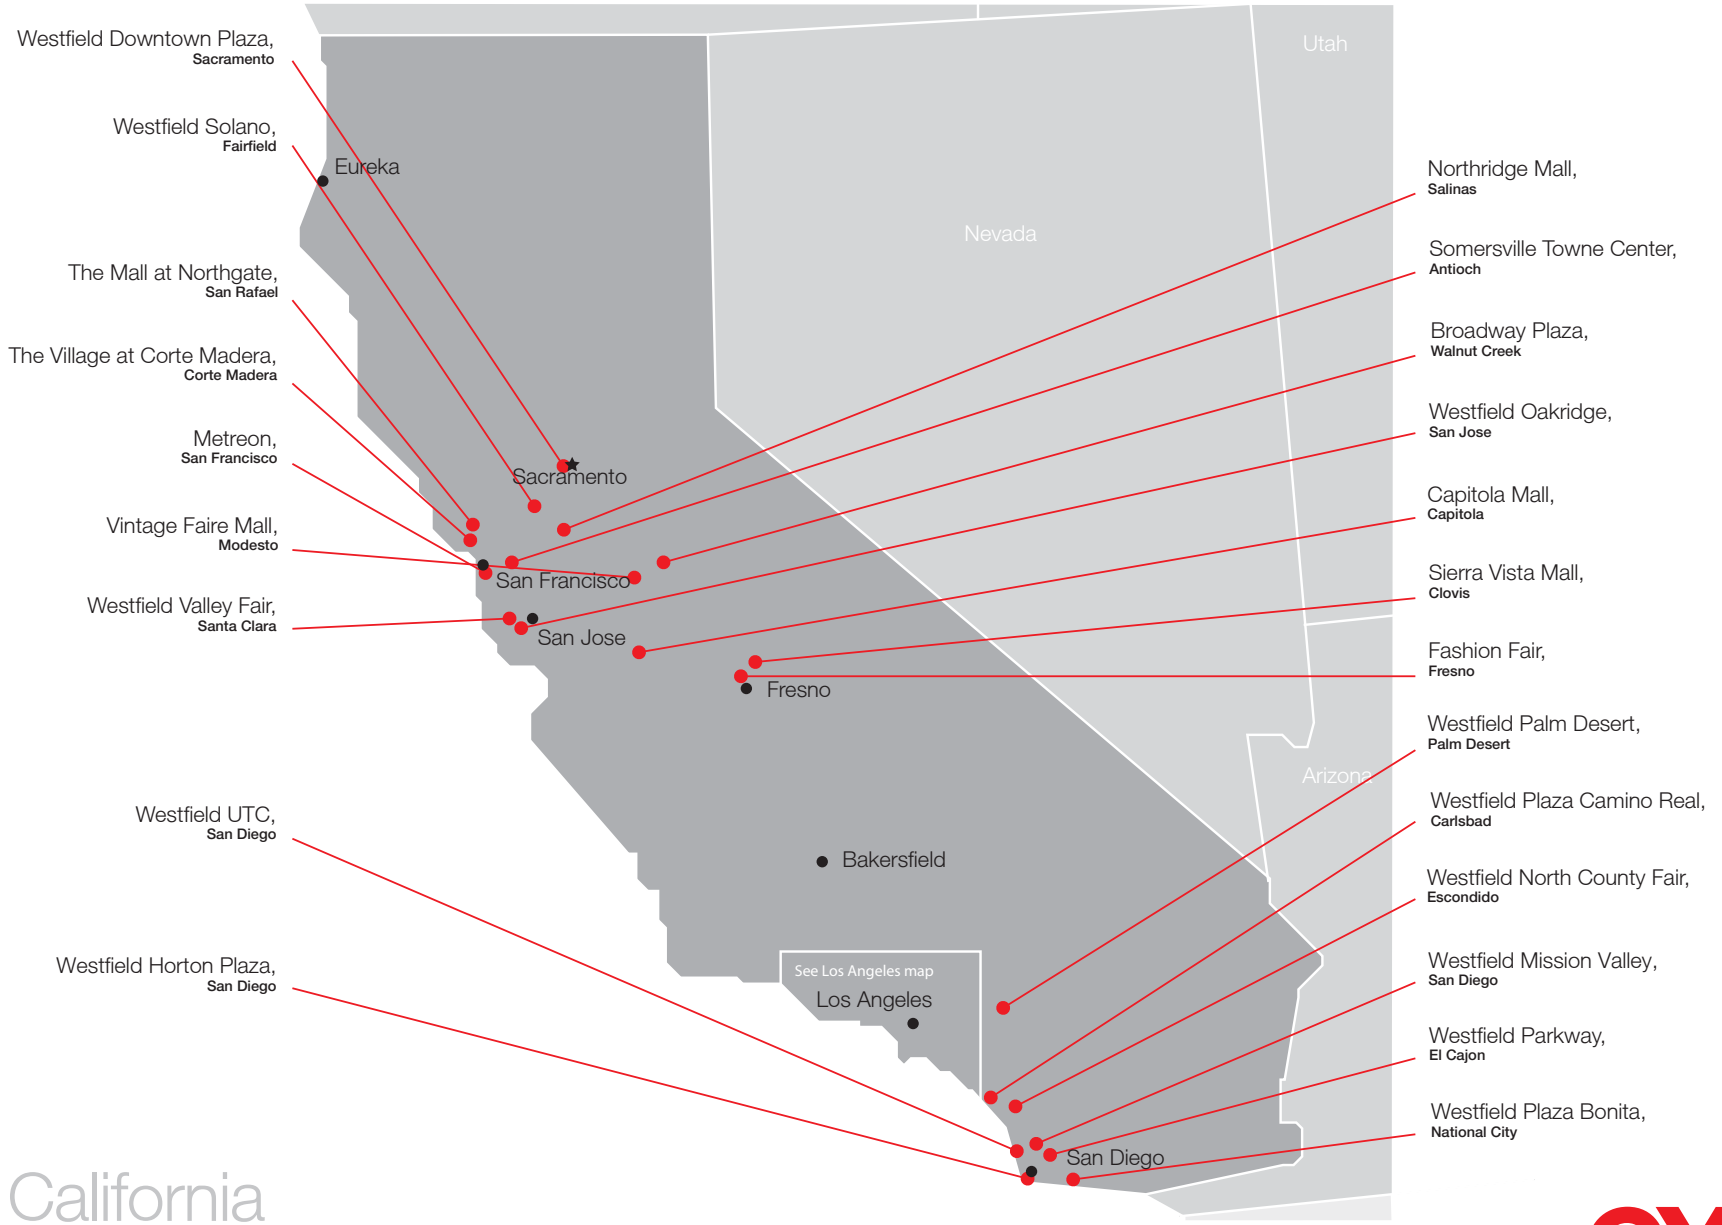 Westfield Downtown Plaza,
Sacramento
Westfield Solano,
Fairfield
The Mall at Northgate,
San Rafael
The Village at Corte Madera,
Corte Madera
Metreon,
San Francisco
Vintage Faire Mall,
Modesto
Westfield Valley Fair,
Santa Clara
Westfield UTC,
San Diego
Westfield Horton Plaza,
San Diego
Utah
Nevada
Arizona
Eureka
Sacramento
San Francisco
San Jose
Fresno
Bakersfield
See Los Angeles map
Los Angeles
San Diego
Northridge Mall,
Salinas
Somersville Towne Center,
Antioch
Broadway Plaza,
Walnut Creek
Westfield Oakridge,
San Jose
Capitola Mall,
Capitola
Sierra Vista Mall,
Clovis
Fashion Fair,
Fresno
Westfield Palm Desert,
Palm Desert
Westfield Plaza Camino Real,
Carlsbad
Westfield North County Fair,
Escondido
Westfield Mission Valley,
San Diego
Westfield Parkway,
El Cajon
Westfield Plaza Bonita,
National City
California